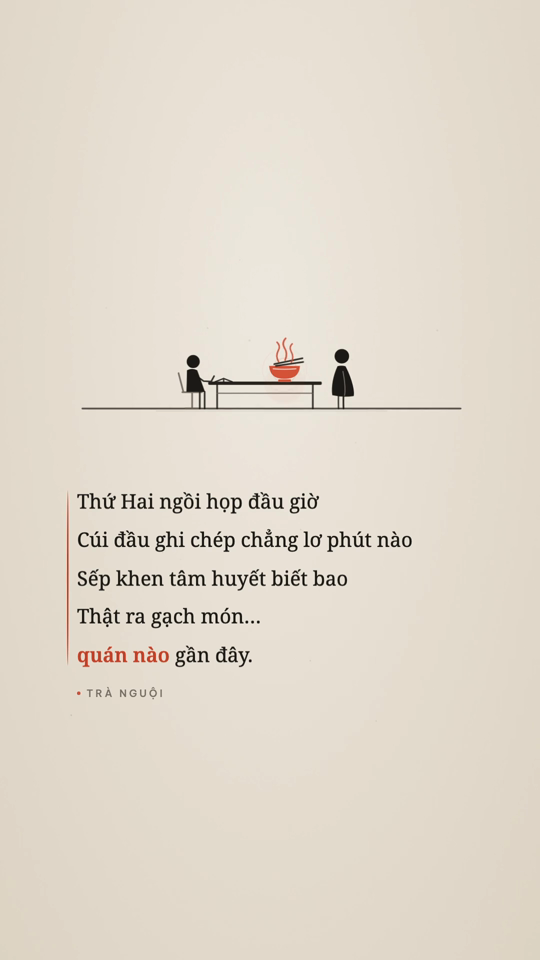 Thứ Hai ngồi họp đầu giờ
Cúi đầu ghi chép chẳng lơ phút nào
Sếp khen tâm huyết biết bao
Thật ra gạch món...
quán nào gần đây.
• TRÀ NGUỘI